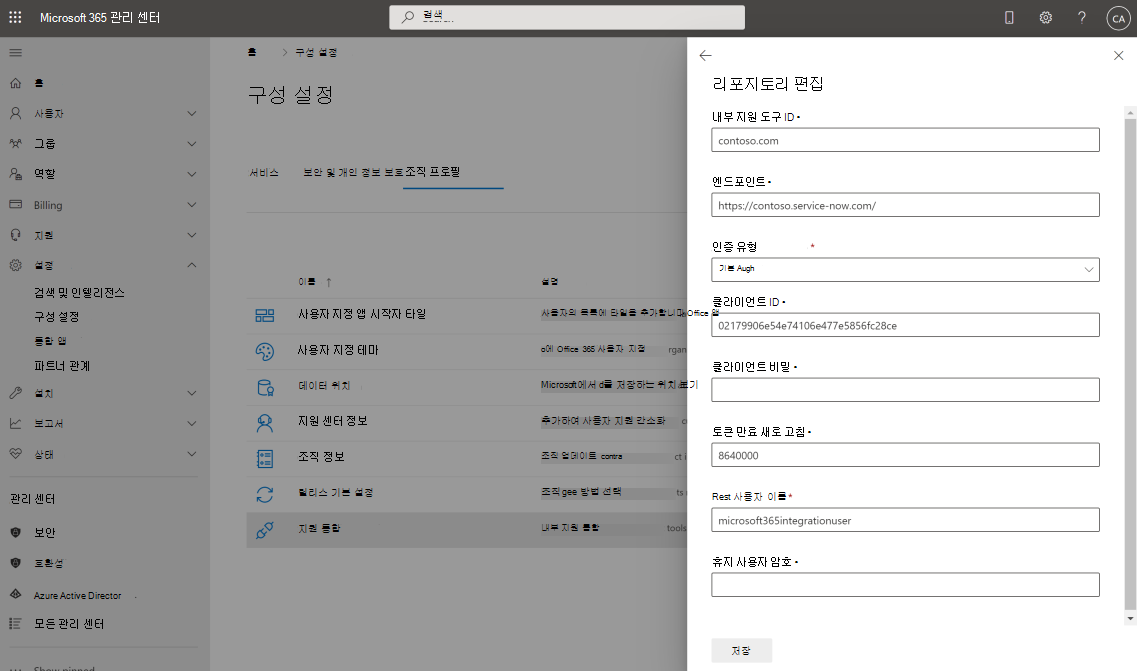 Microsoft 365 관리 센터
검색
CA
홈
사용자
그룹
역할
Billing
지원
설정
검색 및 인텔리전스
구성 설정
통합 앱
파트너 관계
설치
보고서
상태
관리 센터
보안
호환성
Azure Active Director
모든 관리 센터
Show pinned
홈 > 구성 설정
구성 설정
서비스 보안 및 개인 정보 보호 조직 프로필
이름 ↑ 설명
사용자 지정 앱 시작자 타일 사용자의 목록에 타일을 추가합니다. Office 앱
사용자 지정 테마 Office 365 사용자 지정 rgan
데이터 위치 Microsoft에서 d를 저장하는 위치 보기
지원 센터 정보 추가하여 사용자 지원 간소화
조직 정보 조직 업데이트 contra ct i
릴리스 기본 설정 조직 gee 방법 선택 ts
지원 통합 내부 지원 통합 tools
리포지토리 편집
내부 지원 도구 ID •
contoso.com
엔드포인트 •
https://contoso.service-now.com/
인증 유형 *
기본 Augh
클라이언트 ID •
02179906e54e74106e477e5856fc28ce
클라이언트 비밀 •
토큰 만료 새로 고침 •
8640000
Rest 사용자 이름 *
microsoft365integrationuser
휴지 사용자 암호 •
저장